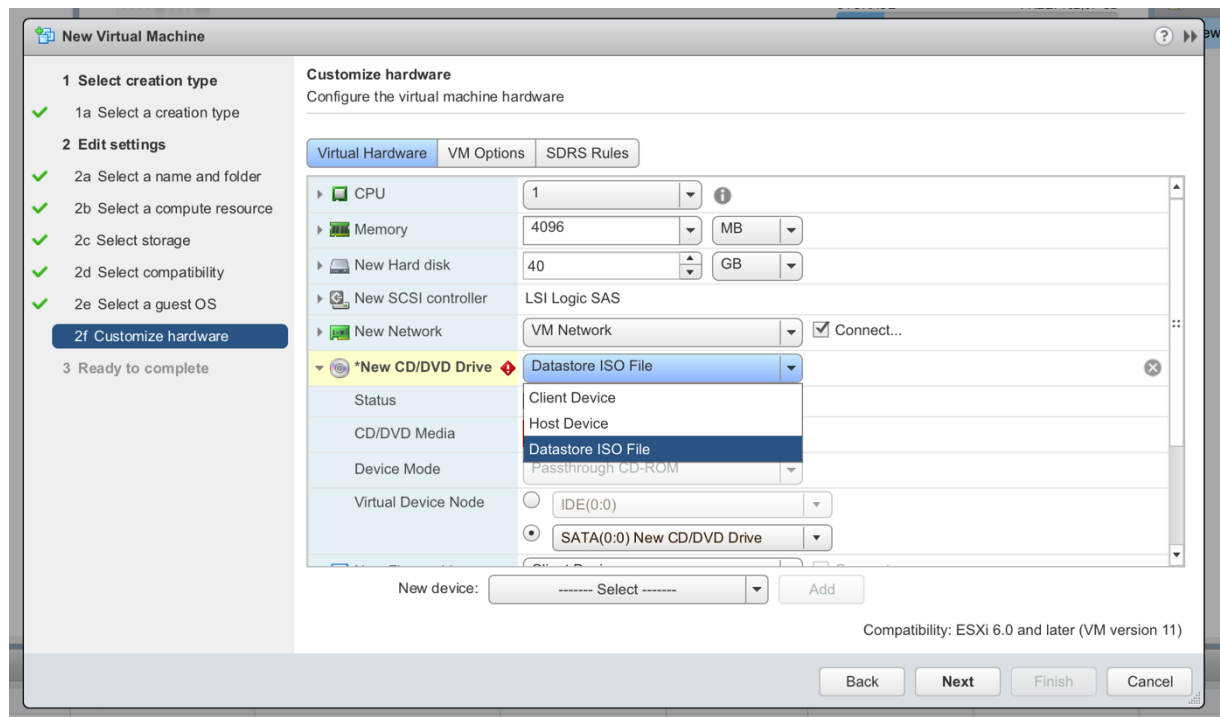 New Virtual Machine
1 Select creation type
1a Select a creation type
2 Edit settings
2a Select a name and folder
2b Select a compute resource
2c Select storage
2d Select compatibility
2e Select a guest OS
2f Customize hardware
3 Ready to complete
Customize hardware
Configure the virtual machine hardware
Virtual Hardware VM Options SDRS Rules
CPU 1
Memory 4096 MB
New Hard disk 40 GB
New SCSI controller LSI Logic SAS
New Network VM Network Connect...
*New CD/DVD Drive Datastore ISO File
Status Client Device
Host Device
CD/DVD Media
Datastore ISO File
Device Mode Passthrough CD-ROM
Virtual Device Node IDE(0:0)
SATA(0:0) New CD/DVD Drive
New device: ------- Select ------- Add
Compatibility: ESXi 6.0 and later (VM version 11)
Back Next Finish Cancel